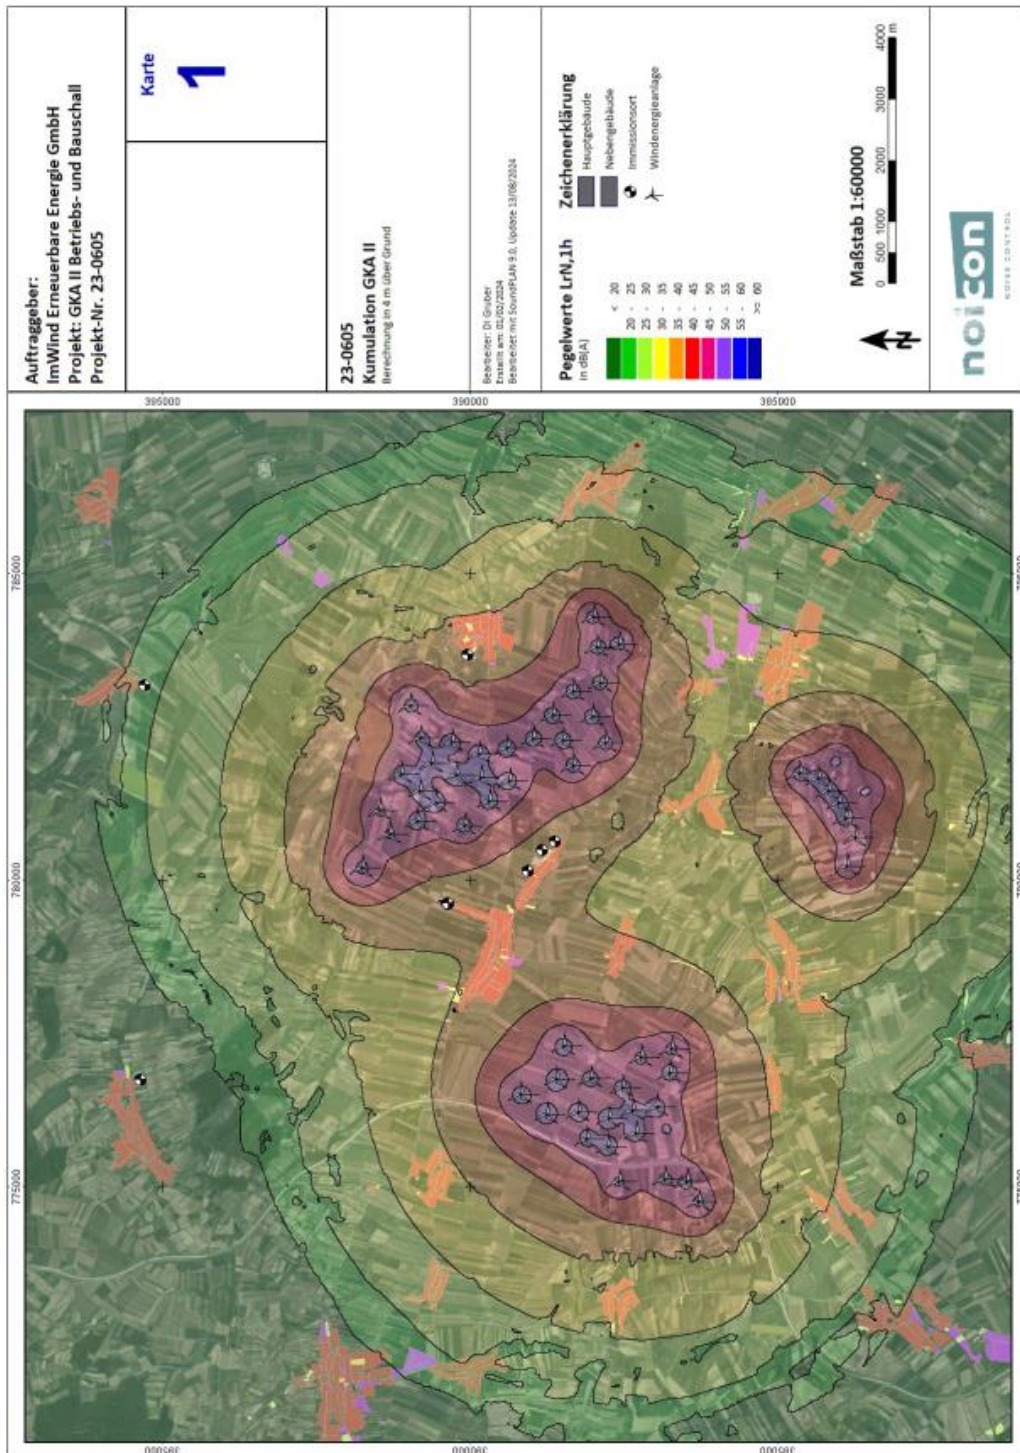 Auftraggeber:
ImWind Erneuerbare Energie GmbH
Projekt: GKA II Betriebs- und Bauschall
Projekt-Nr. 23-0605
Karte
1
23-0605
Kumulation GKA II
Berechnung in 4 m über Grund
Bearbeiter: DI Gruber
Erstellt am: 01/02/2024
Bearbeitet mit SoundPLAN 9.0, Update 13/08/2024
Pegelwerte LrN,1h
in dB(A)
< 20
20 - 25
25 - 30
30 - 35
35 - 40
40 - 45
45 - 50
50 - 55
55 - 60
>= 60
Zeichenerklärung
Hauptgebäude
Nebengebäude
Immissionsort
Windenergieanlage
Maßstab 1:60000
0 500 1000 2000 3000 4000
m
N
noicon
NOISE CONTROL
395000
390000
385000
785000
780000
775000